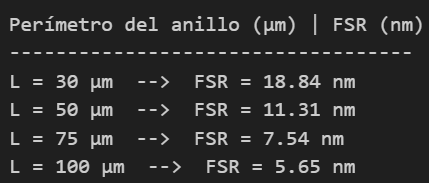 Perímetro del anillo (µm) | FSR (nm)
------------------------------------
L = 30 µm  -->  FSR = 18.84 nm
L = 50 µm  -->  FSR = 11.31 nm
L = 75 µm  -->  FSR = 7.54 nm
L = 100 µm  -->  FSR = 5.65 nm